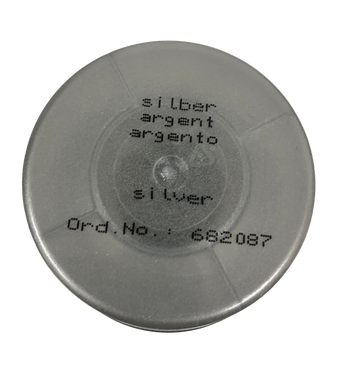 silber
argent
argento
silver
Ord.No.: 682087